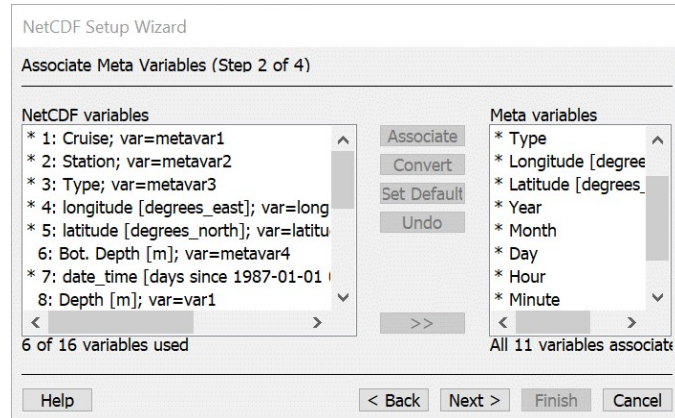 NetCDF Setup Wizard
Associate Meta Variables (Step 2 of 4)
NetCDF variables
* 1: Cruise; var=metavar1
* 2: Station; var=metavar2
* 3: Type; var=metavar3
* 4: longitude [degrees_east]; var=long
* 5: latitude [degrees_north]; var=latitu
6: Bot. Depth [m]; var=metavar4
* 7: date_time [days since 1987-01-01
8: Depth [m]; var=var1
6 of 16 variables used
Associate
Convert
Set Default
Undo
>>
Meta variables
* Type
* Longitude [degree
* Latitude [degrees_
* Year
* Month
* Day
* Hour
* Minute
All 11 variables associate
Help
< Back
Next >
Finish
Cancel